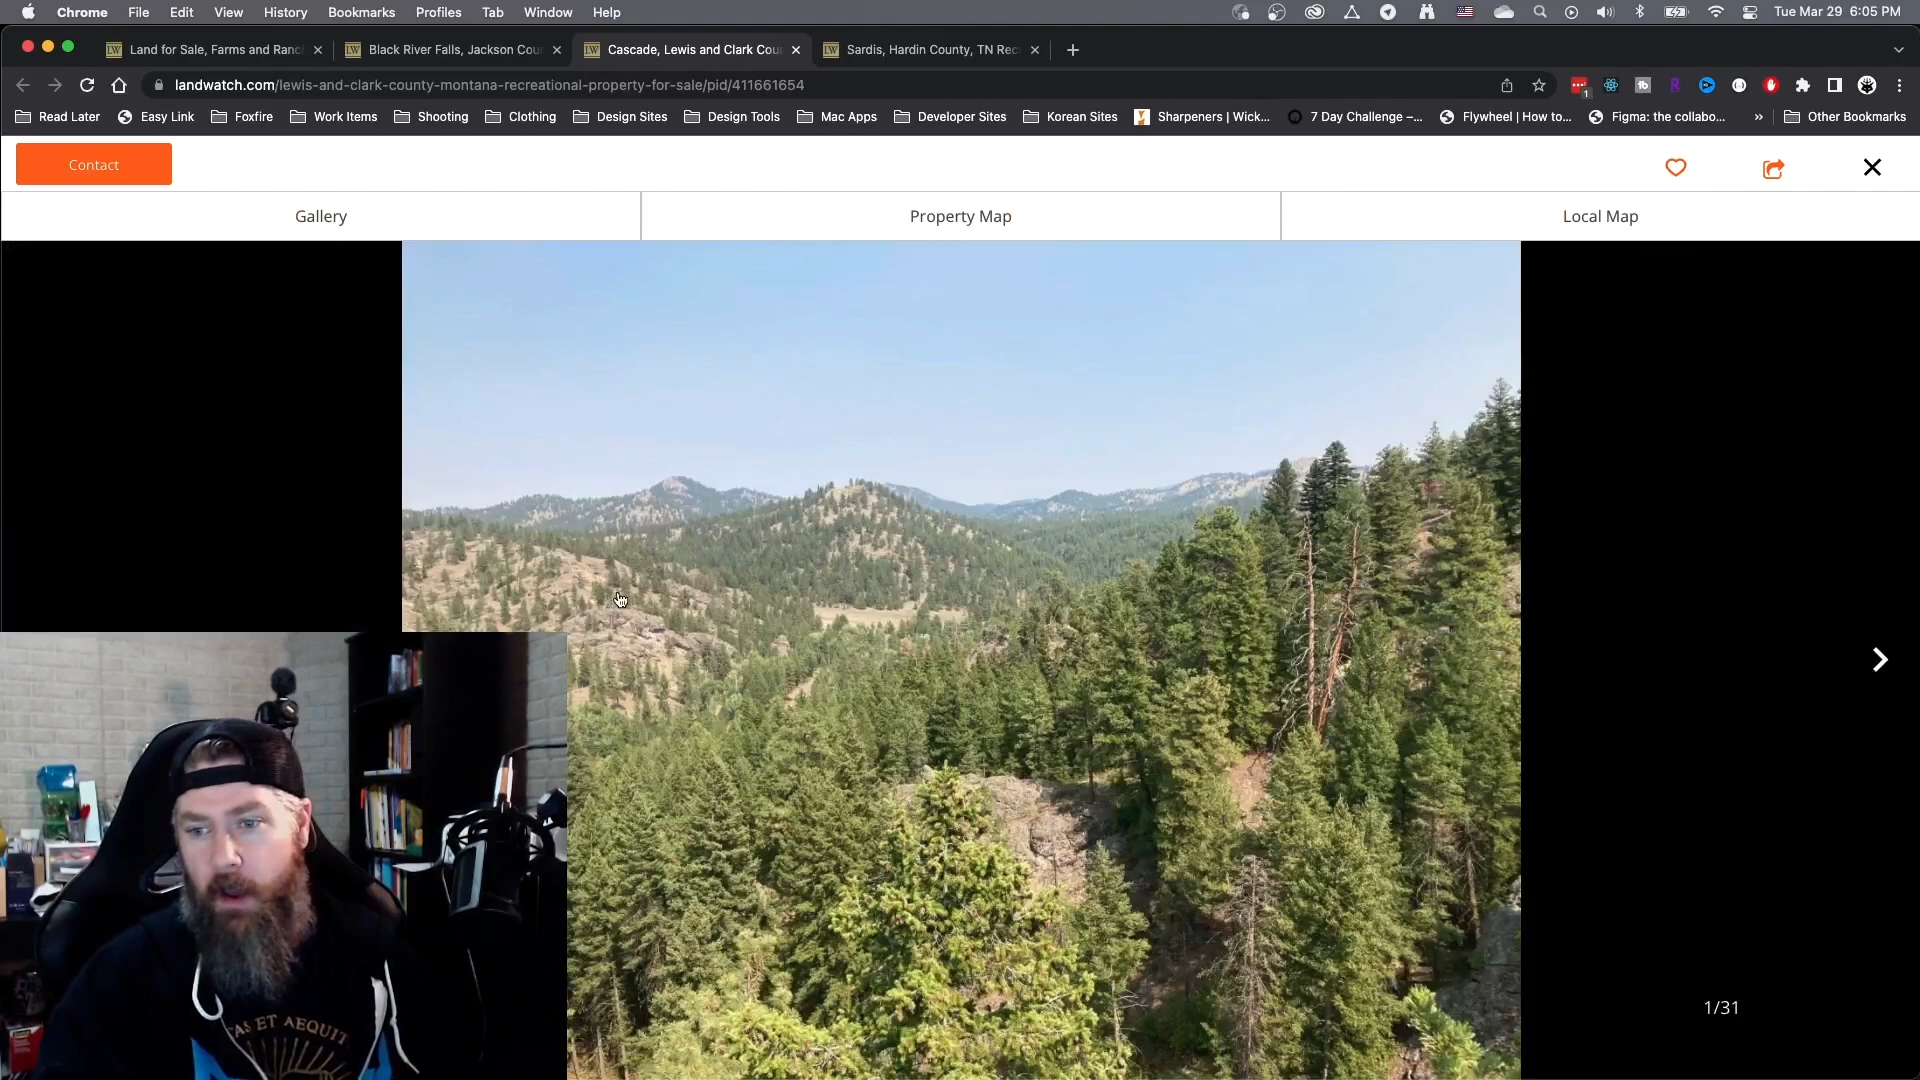 Chrome File Edit View History Bookmarks Profiles Tab Window Help
Tue Mar 29 6:05 PM
Land for Sale, Farms and Ranc
Black River Falls, Jackson Cou
Cascade, Lewis and Clark Cou
Sardis, Hardin County, TN Rec
landwatch.com/lewis-and-clark-county-montana-recreational-property-for-sale/pid/411661654
1
Read Later Easy Link Foxfire Work Items Shooting Clothing Design Sites Design Tools Mac Apps Developer Sites Korean Sites Sharpeners | Wick... 7 Day Challenge –... Flywheel | How to... Figma: the collabo... » Other Bookmarks
Contact
Gallery Property Map Local Map
1/31
AS ET AEQUIT